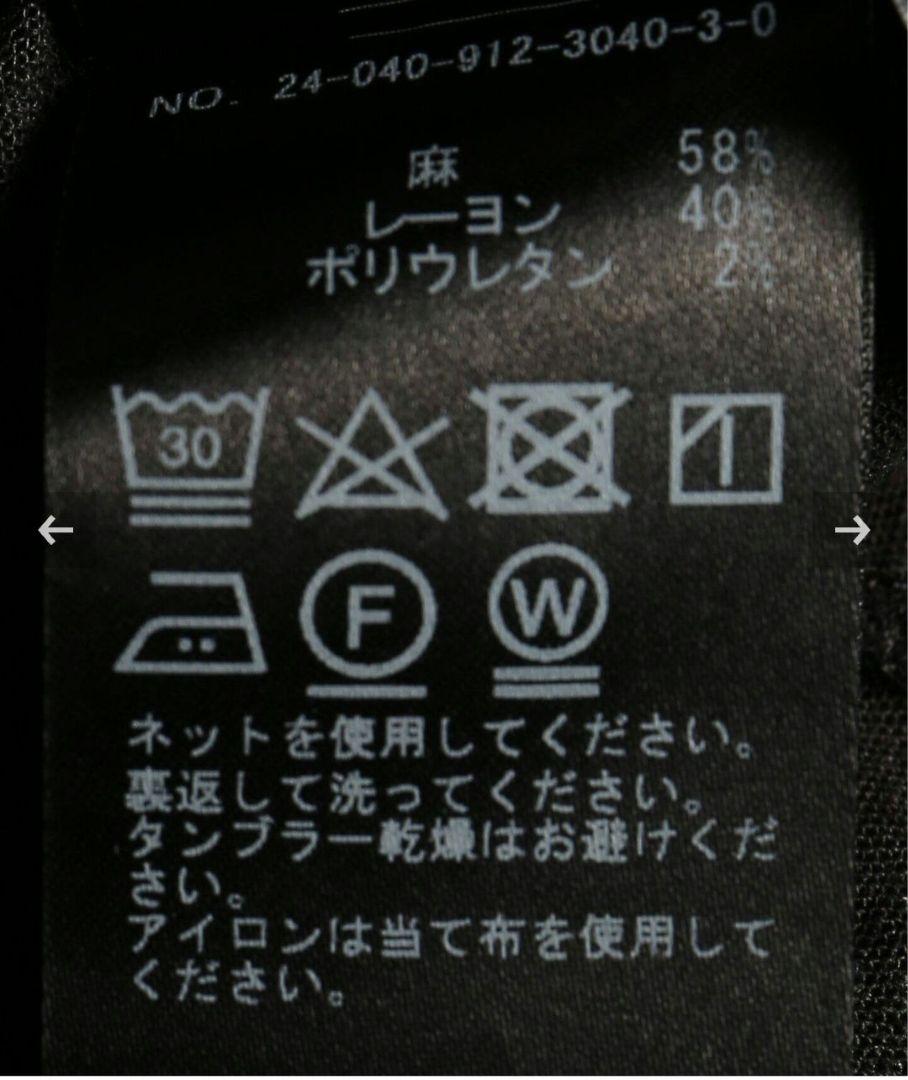 NO. 24-040-912-3040-3-0
麻 58%
レーヨン 40%
ポリウレタン 2%
30
F W
ネットを使用してください。
裏返して洗ってください。
タンブラー乾燥はお避けくだ
さい。
アイロンは当て布を使用して
ください。